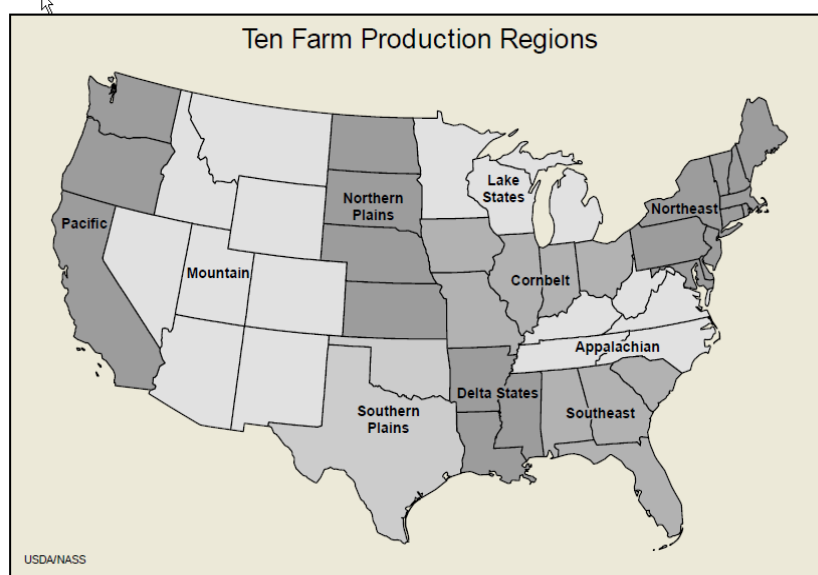 Ten Farm Production Regions
Lake
States
Northern
Plains
Northeast
Pacific
Mountain
Cornbelt
Appalachian
Delta States
Southeast
Southern
Plains
USDA/NASS